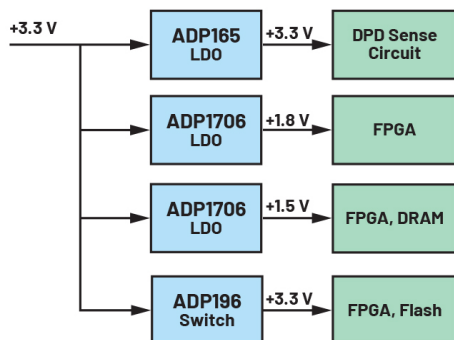 +3.3 V
ADP165
LDO
+3.3 V
DPD Sense
Circuit
ADP1706
LDO
+1.8 V
FPGA
ADP1706
LDO
+1.5 V
FPGA, DRAM
ADP196
Switch
+3.3 V
FPGA, Flash